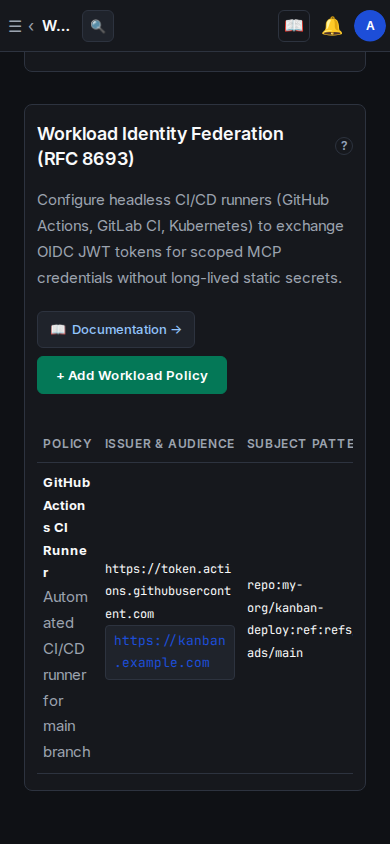 W...
A
Workload Identity Federation
(RFC 8693)
?
Configure headless CI/CD runners (GitHub
Actions, GitLab CI, Kubernetes) to exchange
OIDC JWT tokens for scoped MCP
credentials without long-lived static secrets.
Documentation →
+ Add Workload Policy
POLICY ISSUER & AUDIENCE SUBJECT PATTE
GitHub
Action
s CI
Runne
r
Autom
ated
CI/CD
runner
for
main
branch
https://token.acti
ons.githubusercont
ent.com
https://kanban
.example.com
repo:my-
org/kanban-
deploy:ref:refs
ads/main